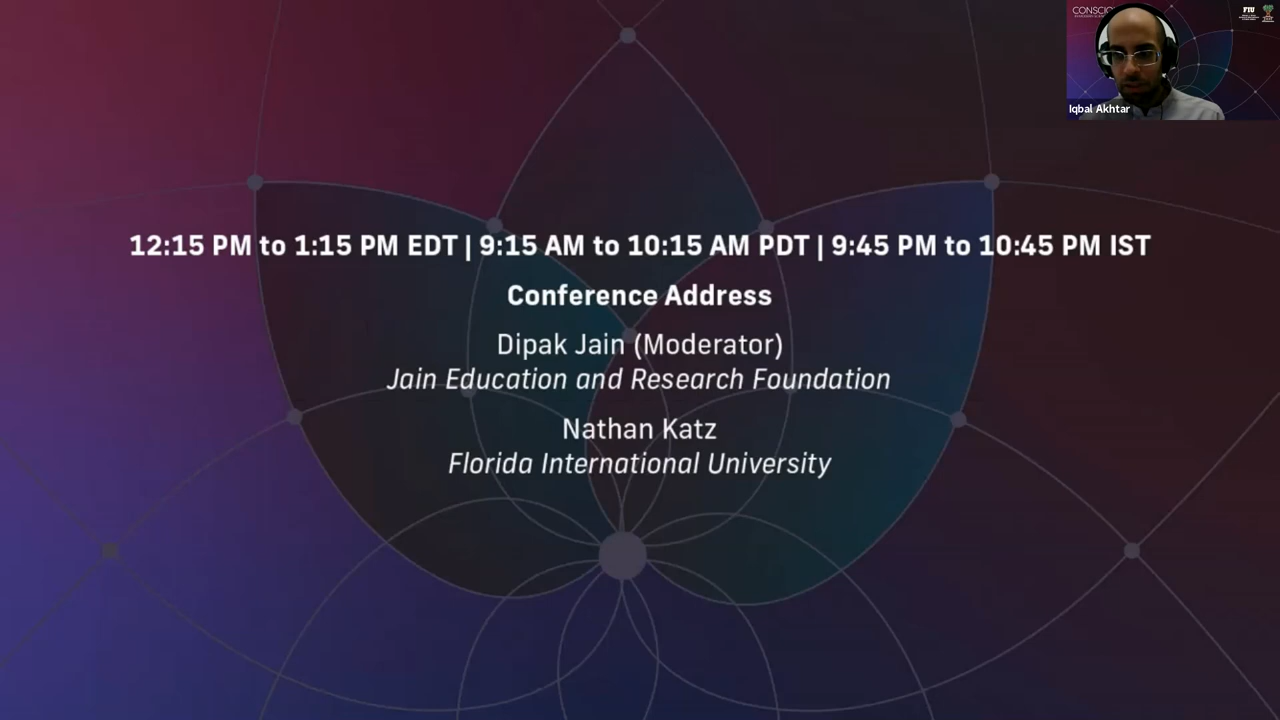 CONSCIO
FIU
Iqbal Akhtar
12:15 PM to 1:15 PM EDT | 9:15 AM to 10:15 AM PDT | 9:45 PM to 10:45 PM IST
Conference Address
Dipak Jain (Moderator)
Jain Education and Research Foundation
Nathan Katz
Florida International University